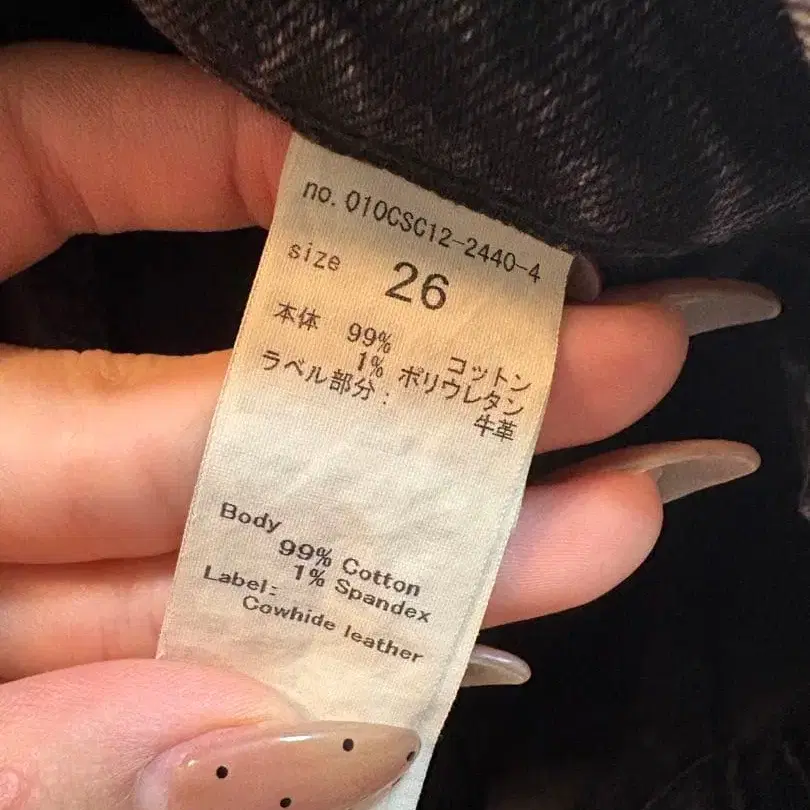 no. 010CSC12-2440-4
size 26
本体 99% コットン
1% ポリウレタン
ラベル部分: 牛革
Body
99% Cotton
1% Spandex
Label:
Cowhide leather